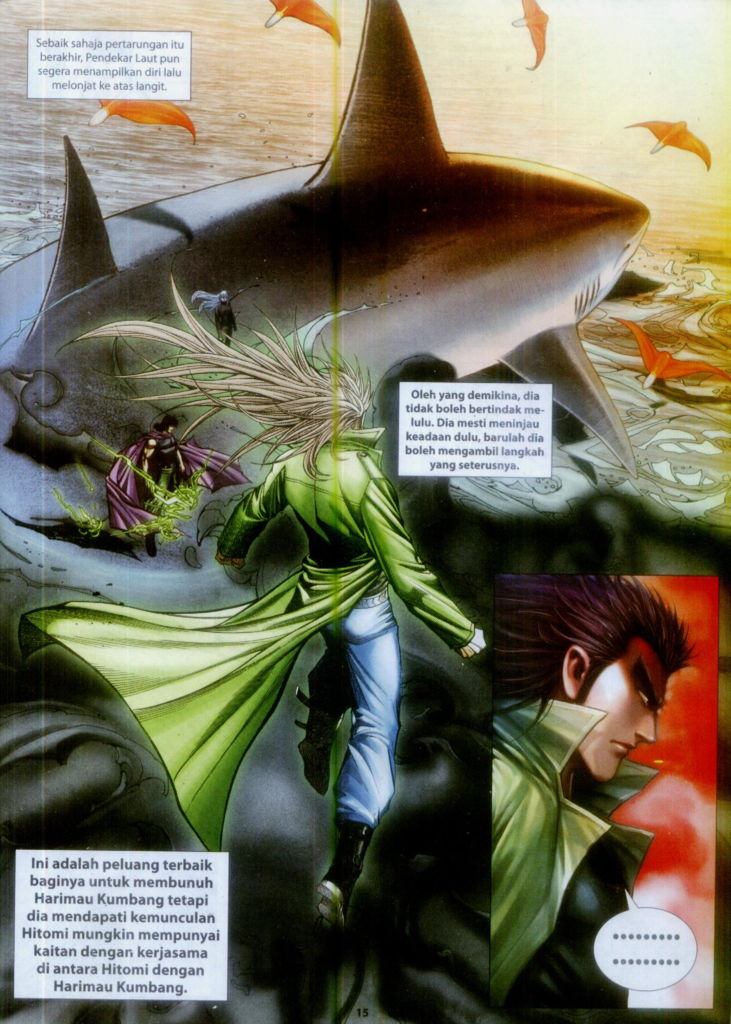 Sebaik sahaja pertarungan itu
berakhir, Pendekar Laut pun
segera menampilkan diri lalu
melonjat ke atas langit.
Oleh yang demikina, dia
tidak boleh bertindak me-
lulu. Dia mesti meninjau
keadaan dulu, barulah dia
boleh mengambil langkah
yang seterusnya.
Ini adalah peluang terbaik
baginya untuk membunuh
Harimau Kumbang tetapi
dia mendapati kemunculan
Hitomi mungkin mempunyai
kaitan dengan kerjasama
di antara Hitomi dengan
Harimau Kumbang.
•••••••••
•••••••••
15